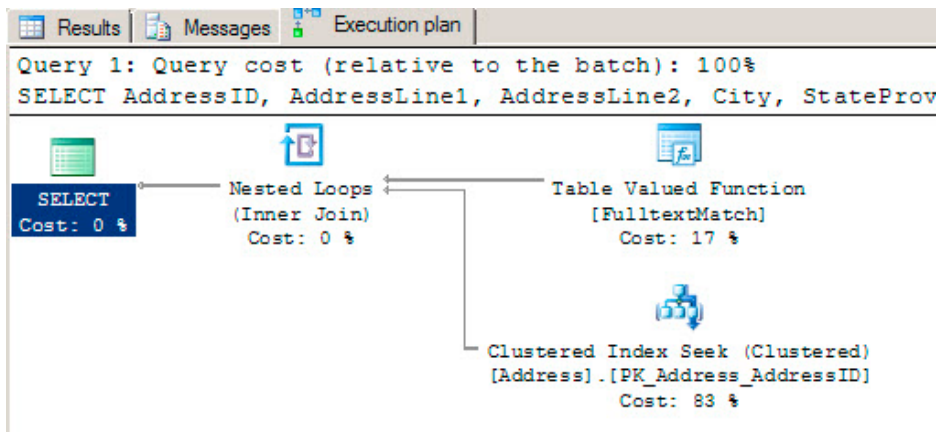 Results Messages Execution plan
Query 1: Query cost (relative to the batch): 100%
SELECT AddressID, AddressLine1, AddressLine2, City, StateProv
SELECT
Cost: 0 %
Nested Loops
(Inner Join)
Cost: 0 %
Table Valued Function
[FulltextMatch]
Cost: 17 %
Clustered Index Seek (Clustered)
[Address].[PK_Address_AddressID]
Cost: 83 %